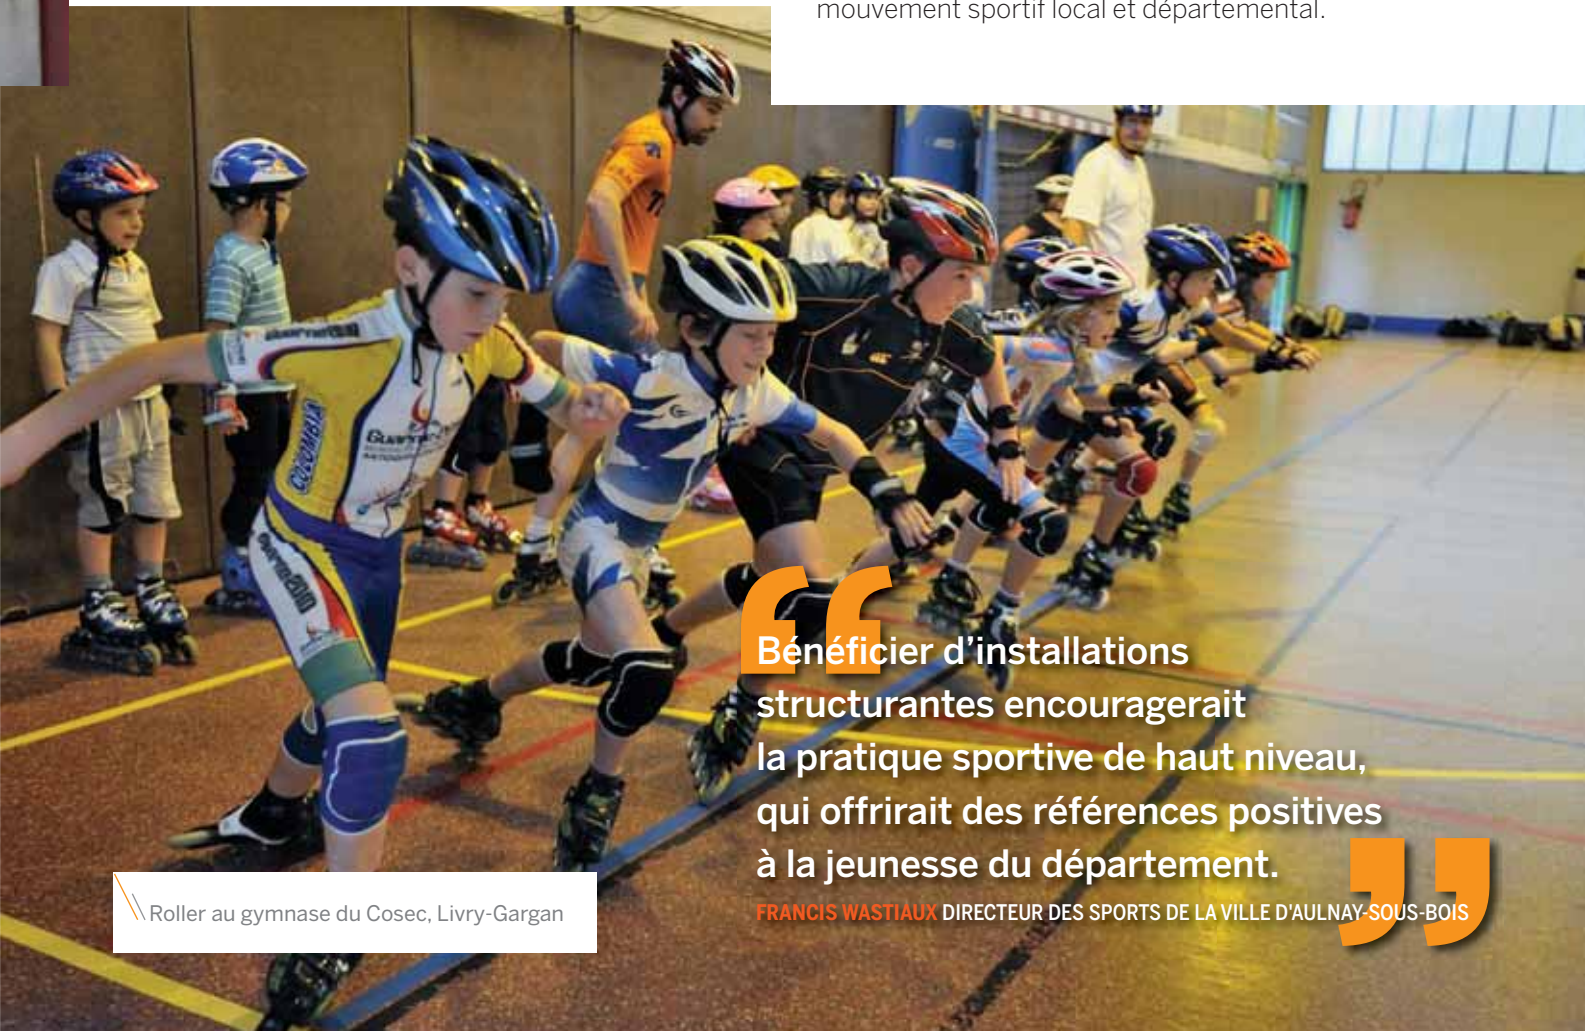 mouvement sportif local et départemental.
COLOMBIA
Bénéficier d’installations
structurantes encouragerait
la pratique sportive de haut niveau,
qui offrirait des références positives
à la jeunesse du département.
FRANCIS WASTIAUX DIRECTEUR DES SPORTS DE LA VILLE D'AULNAY-SOUS-BOIS
Roller au gymnase du Cosec, Livry-Gargan